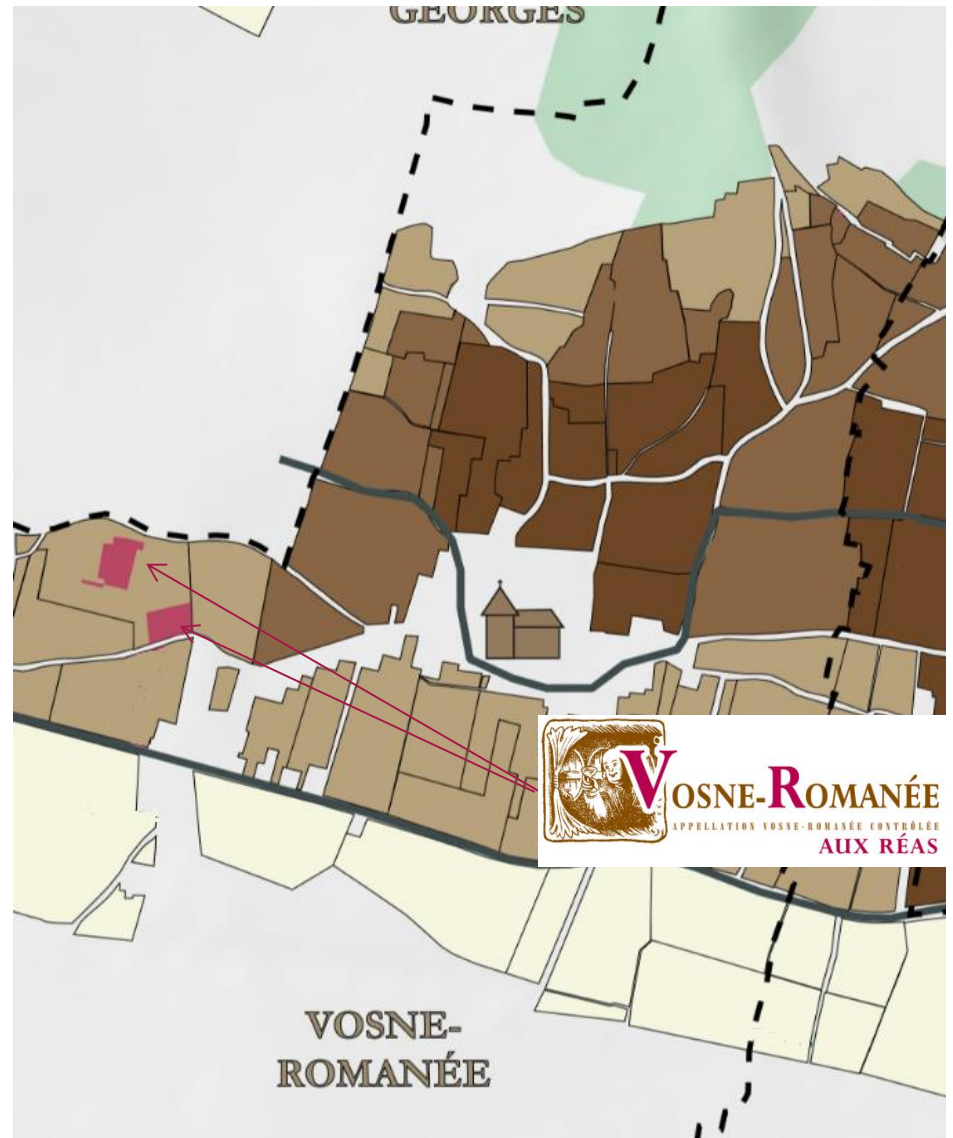 GEORGES
VOSNE-ROMANÉE
APPELLATION VOSNE-ROMANÉE CONTRÔLÉE
AUX RÉAS
VOSNE-
ROMANÉE